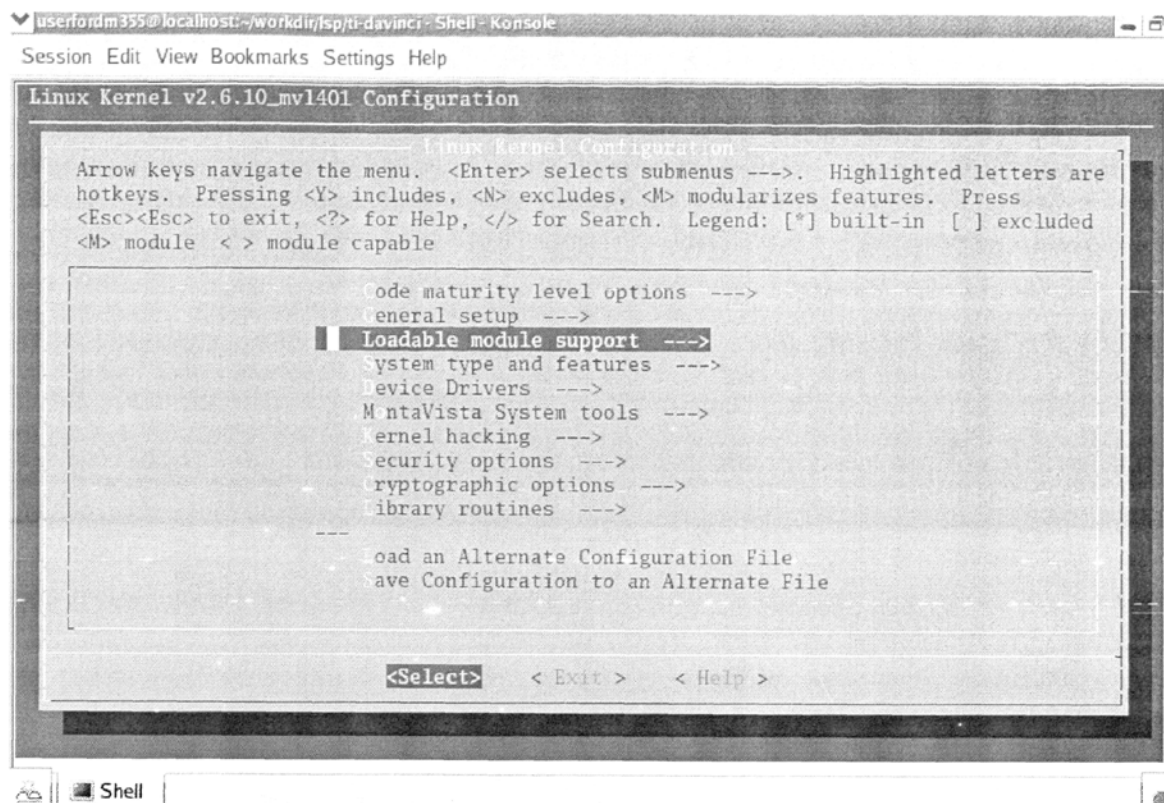 userfordm355@localhost:~/workdir/lsp/ti-davinci - Shell - Konsole
Session Edit View Bookmarks Settings Help
Linux Kernel v2.6.10_mvl401 Configuration
Linux Kernel Configuration
Arrow keys navigate the menu. <Enter> selects submenus --->. Highlighted letters are
hotkeys. Pressing <Y> includes, <N> excludes, <M> modularizes features. Press
<Esc><Esc> to exit, <?> for Help, </> for Search. Legend: [*] built-in [ ] excluded
<M> module < > module capable
ode maturity level options --->
eneral setup --->
Loadable module support --->
ystem type and features --->
evice Drivers --->
MontaVista System tools --->
ernel hacking --->
ecurity options --->
ryptographic options --->
ibrary routines --->
---
oad an Alternate Configuration File
ave Configuration to an Alternate File
<Select> < Exit > < Help >
Shell